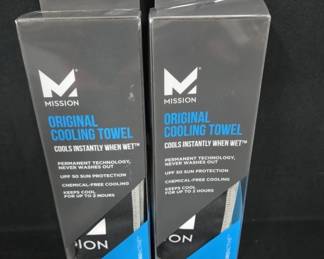 MISSION
ORIGINAL
COOLING TOWEL
COOLS INSTANTLY WHEN WET™
PERMANENT TECHNOLOGY,
NEVER WASHES OUT
UPF 50 SUN PROTECTION
CHEMICAL-FREE COOLING
KEEPS COOL
FOR UP TO 2 HOURS
ION
MISSION
ORIGINAL
COOLING TOWEL
COOLS INSTANTLY WHEN WET™
PERMANENT TECHNOLOGY,
NEVER WASHES OUT
UPF 50 SUN PROTECTION
CHEMICAL-FREE COOLING
KEEPS COOL
FOR UP TO 2 HOURS
ION